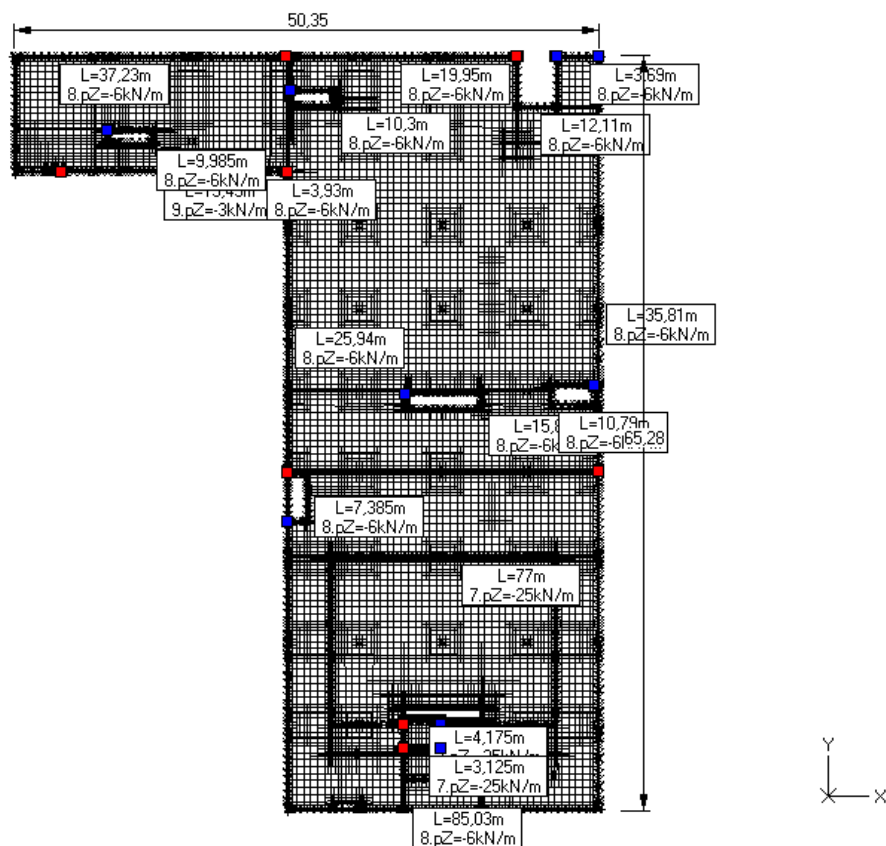 50,35
L=37,23m
8.pZ=-6kN/m
L=19,95m
8.pZ=-6kN/m
8.pZ=-6kN/m
L=10,3m
8.pZ=-6kN/m
L=12,11m
8.pZ=-6kN/m
L=9,985m
8.pZ=-6kN/m
9.pZ=-3kN/m
L=3,93m
8.pZ=-6kN/m
L=35,81m
8.pZ=-6kN/m
L=25,94m
8.pZ=-6kN/m
L=10,79m
65,28
L=7,385m
8.pZ=-6kN/m
L=77m
7.pZ=-25kN/m
L=4,175m
L=3,125m
7.pZ=-25kN/m
L=85,03m
8.pZ=-6kN/m
Y
X